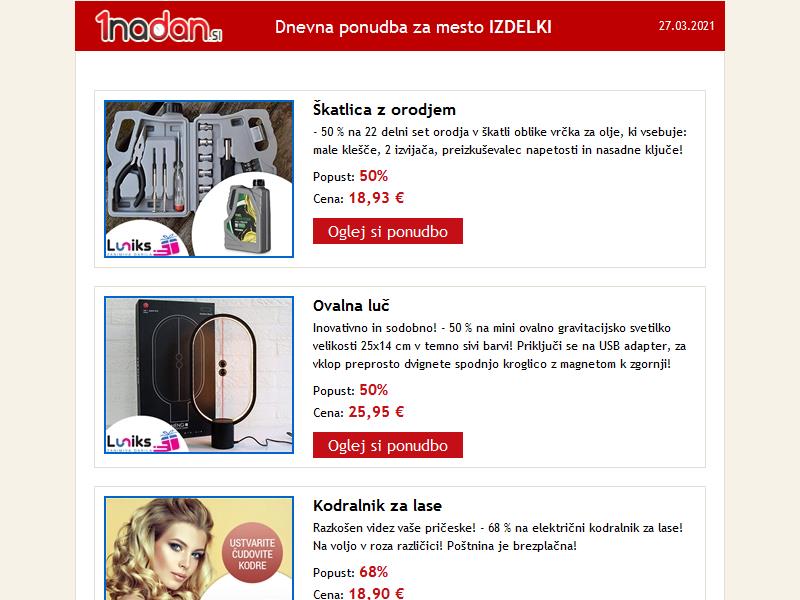 1nadan.si
Dnevna ponudba za mesto IZDELKI
27.03.2021
Škatlica z orodjem
- 50 % na 22 delni set orodja v škatli oblike vrčka za olje, ki vsebuje:
male klešče, 2 izvijača, preizkuševalec napetosti in nasadne ključe!
Popust: 50%
Cena: 18,93 €
Oglej si ponudbo
Luniks
ZANIMIVA DARILA
Ovalna luč
Inovativno in sodobno! - 50 % na mini ovalno gravitacijsko svetilko
velikosti 25x14 cm v temno sivi barvi! Priključi se na USB adapter, za
vklop preprosto dvignete spodnjo kroglico z magnetom k zgornji!
Popust: 50%
Cena: 25,95 €
Oglej si ponudbo
Luniks
ZANIMIVA DARILA
Kodralnik za lase
Razkošen videz vaše pričeske! - 68 % na električni kodralnik za lase!
Na voljo v roza različici! Poštnina je brezplačna!
Popust: 68%
Cena: 18,90 €
USTVARITE
ČUDOVITE
KODRE